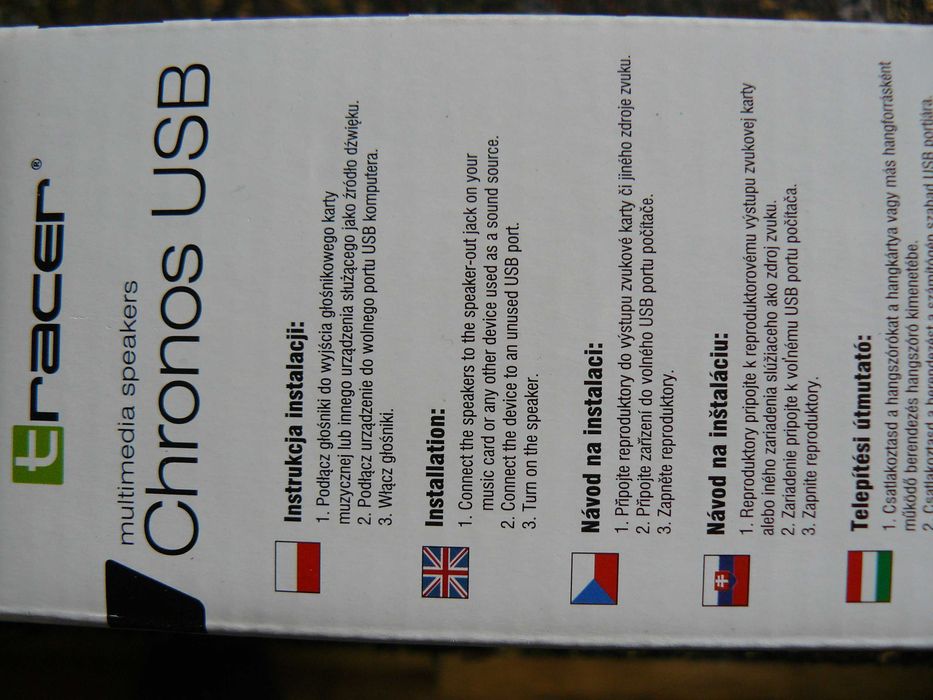 tracer®
multimedia speakers
Chronos USB
Instrukcja instalacji:
1. Podłącz głośniki do wyjścia głośnikowego karty
muzycznej lub innego urządzenia służącego jako źródło dźwięku.
2. Podłącz urządzenie do wolnego portu USB komputera.
3. Włącz głośniki.
Installation:
1. Connect the speakers to the speaker-out jack on your
music card or any other device used as a sound source.
2. Connect the device to an unused USB port.
3. Turn on the speaker.
Návod na instalaci:
1. Připojte reproduktory do výstupu zvukové karty či jiného zdroje zvuku.
2. Připojte zařízení do volného USB portu počítače.
3. Zapněte reproduktory.
Návod na inštaláciu:
1. Reproduktory pripojte k reproduktorovému výstupu zvukovej karty
alebo iného zariadenia slúžiaceho ako zdroj zvuku.
2. Zariadenie pripojte k voľnému USB portu počítača.
3. Zapnite reproduktory.
Telepítési útmutató:
1. Csatlakoztasd a hangszórókat a hangkártya vagy más hangforrásként
működő berendezés hangszóró kimenetébe.
2. Csatlakoztasd a berendezést a számítógép szabad USB portjára.